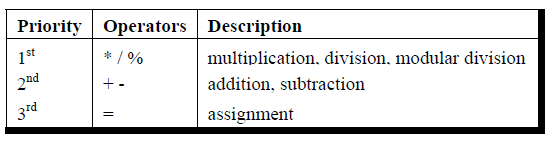 Priority Operators Description
1st * / % multiplication, division, modular division
2nd + - addition, subtraction
3rd = assignment